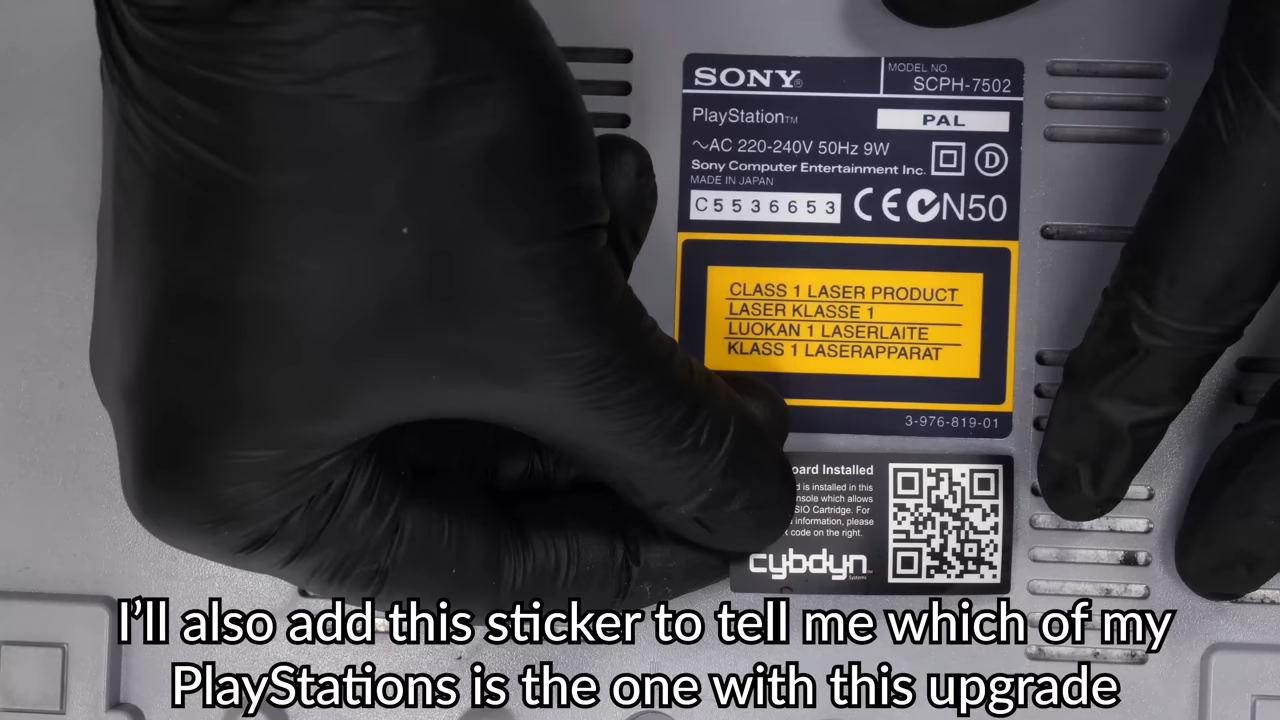 SONY®
MODEL NO.
SCPH-7502
PlayStation™
PAL
~AC 220-240V 50Hz 9W
Sony Computer Entertainment Inc.
MADE IN JAPAN
C5536653
CE N50
D
CLASS 1 LASER PRODUCT
LASER KLASSE 1
LUOKAN 1 LASERLAITE
KLASS 1 LASERAPPARAT
3-976-819-01
Installed
is installed in this
which allows
SIO Cartridge. For
information, please
code on the right.
cybdyn™
Systems
I'll also add this sticker to tell me which of my
PlayStations is the one with this upgrade